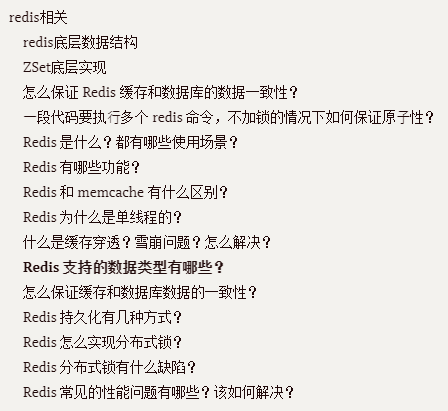 redis相关
redis底层数据结构
ZSet底层实现
怎么保证 Redis 缓存和数据库的数据一致性？
一段代码要执行多个 redis 命令，不加锁的情况下如何保证原子性？
Redis 是什么？都有哪些使用场景？
Redis 有哪些功能？
Redis 和 memcache 有什么区别？
Redis 为什么是单线程的？
什么是缓存穿透？雪崩问题？怎么解决？
Redis 支持的数据类型有哪些？
怎么保证缓存和数据库数据的一致性？
Redis 持久化有几种方式？
Redis 怎么实现分布式锁？
Redis 分布式锁有什么缺陷？
Redis 常见的性能问题有哪些？该如何解决？